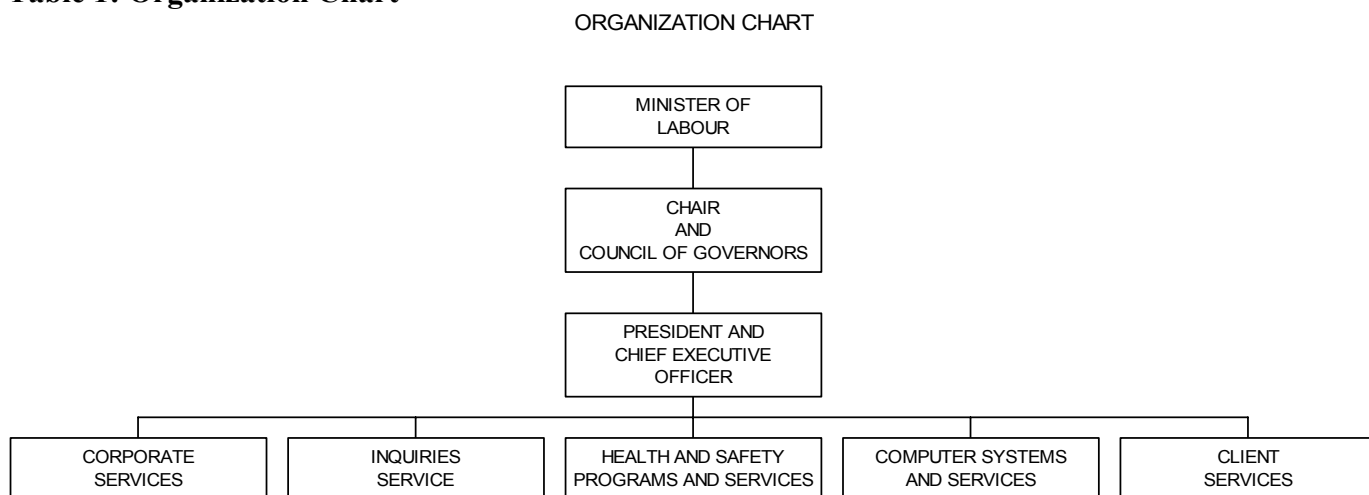 Table 1: Organization Chart
ORGANIZATION CHART
MINISTER OF
LABOUR
CHAIR
AND
COUNCIL OF GOVERNORS
PRESIDENT AND
CHIEF EXECUTIVE
OFFICER
CORPORATE
SERVICES
INQUIRIES
SERVICE
HEALTH AND SAFETY
PROGRAMS AND SERVICES
COMPUTER SYSTEMS
AND SERVICES
CLIENT
SERVICES